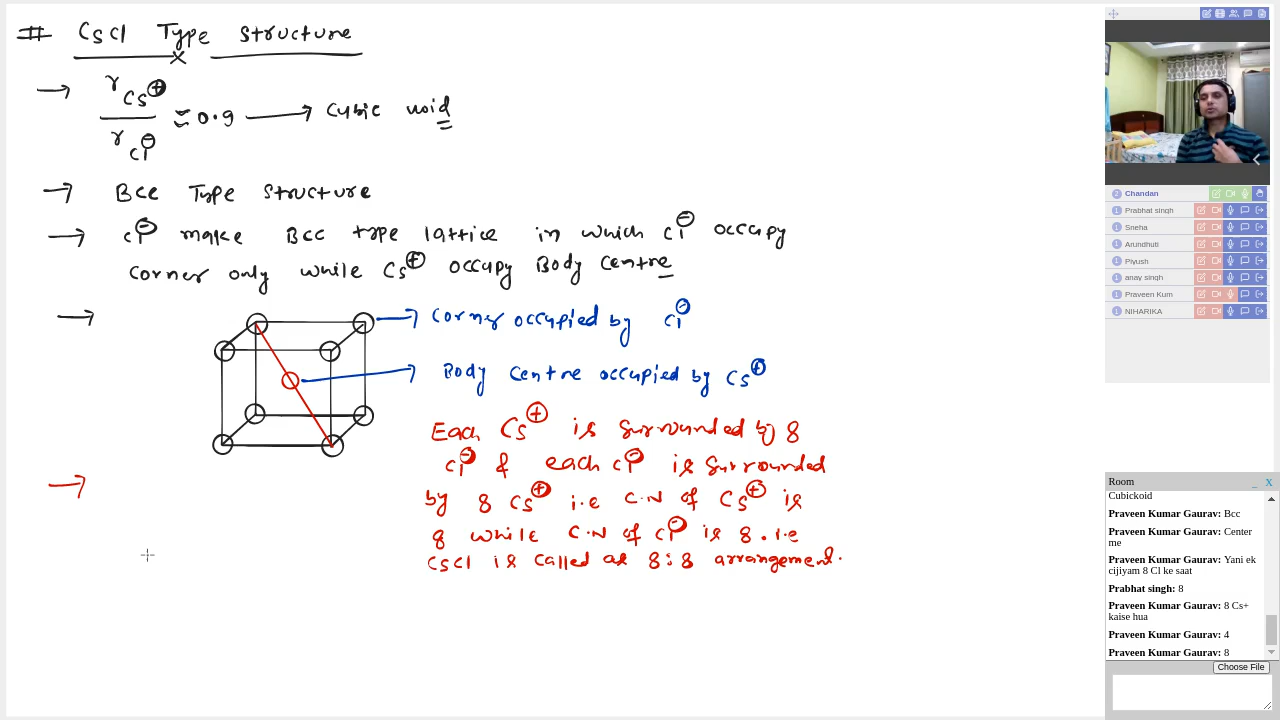 # CsCl Type Structure
→ r Cs⊕ / r Cl⊖ ≈ 0.9 → Cubic void
→ Bcc Type Structure
→ Cl⊖ make Bcc type lattice in which Cl⊖ occupy
corner only while Cs⊕ occupy Body Centre
→ → Corner occupied by Cl⊖
→ Body Centre occupied by Cs⊕
Each Cs⊕ is surrounded by 8
Cl⊖ & each Cl⊖ is surrounded
by 8 Cs⊕ i.e C.N of Cs⊕ is
8 while C.N of Cl⊖ is 8. i.e
CsCl is called as 8:8 arrangement.
→
Chandan
Prabhat singh
Sneha
Arundhuti
Piyush
anay singh
Praveen Kum
NIHARIKA
Room _ X
Cubickoid
Praveen Kumar Gaurav: Bcc
Praveen Kumar Gaurav: Center
me
Praveen Kumar Gaurav: Yani ek
cijiyam 8 Cl ke saat
Prabhat singh: 8
Praveen Kumar Gaurav: 8 Cs+
kaise hua
Praveen Kumar Gaurav: 4
Praveen Kumar Gaurav: 8
Choose File